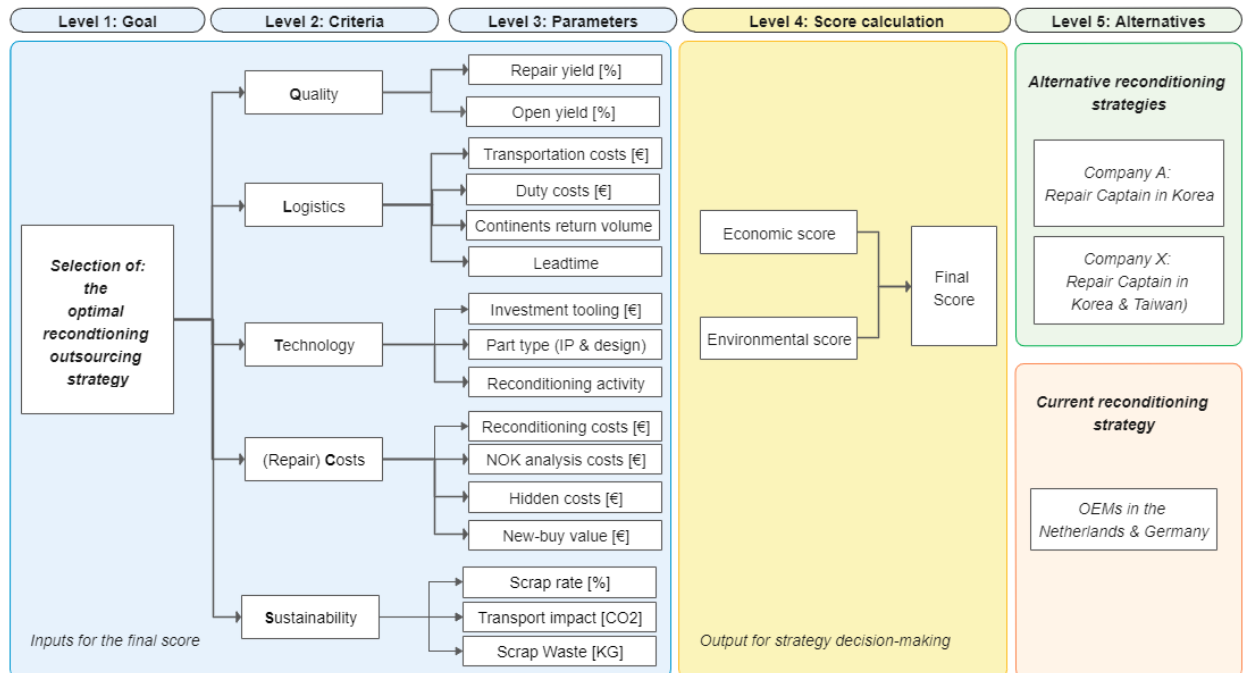 Level 1: Goal
Level 2: Criteria
Level 3: Parameters
Level 4: Score calculation
Level 5: Alternatives
Selection of:
the
optimal
recondtioning
outsourcing
strategy
Inputs for the final score
Quality
Logistics
Technology
(Repair) Costs
Sustainability
Repair yield [%]
Open yield [%]
Transportation costs [€]
Duty costs [€]
Continents return volume
Leadtime
Investment tooling [€]
Part type (IP & design)
Reconditioning activity
Reconditioning costs [€]
NOK analysis costs [€]
Hidden costs [€]
New-buy value [€]
Scrap rate [%]
Transport impact [CO2]
Scrap Waste [KG]
Economic score
Environmental score
Final
Score
Output for strategy decision-making
Alternative reconditioning
strategies
Company A:
Repair Captain in Korea
Company X:
Repair Captain in
Korea & Taiwan)
Current reconditioning
strategy
OEMs in the
Netherlands & Germany